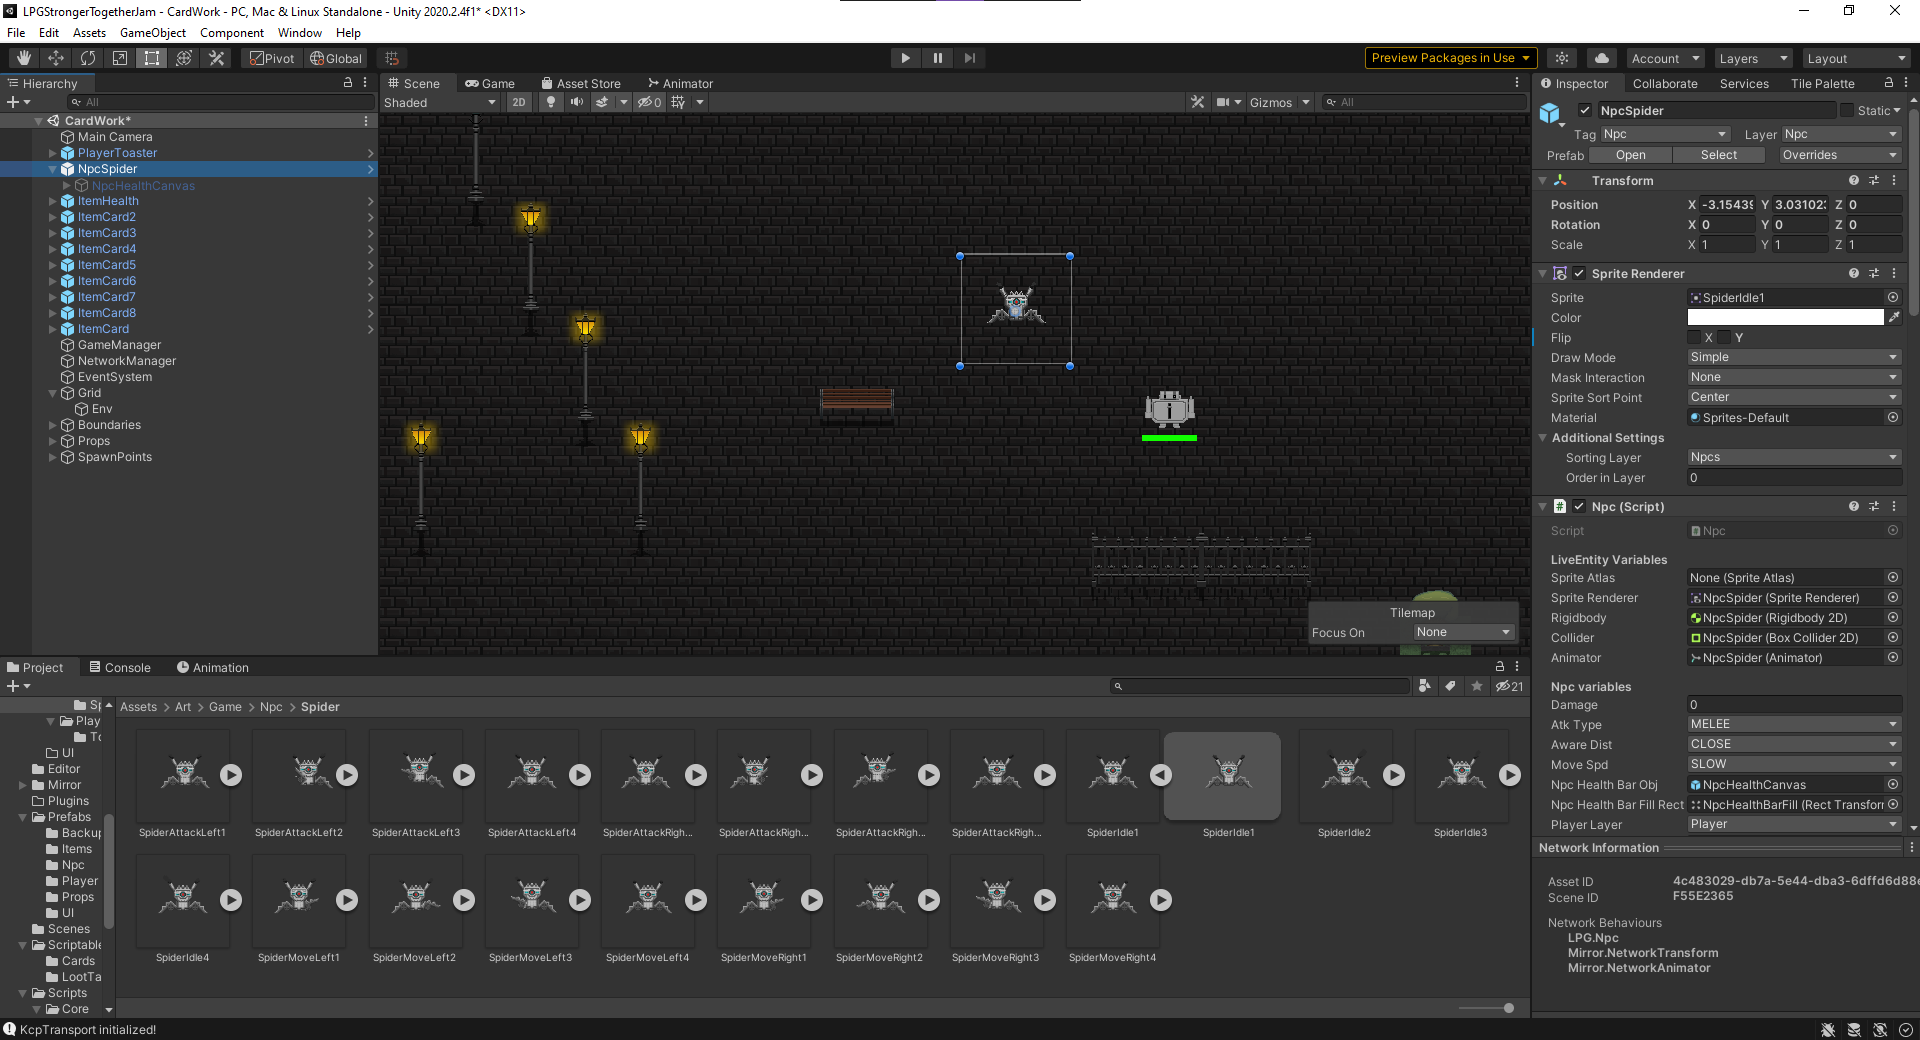 LPGStrongerTogetherJam - CardWork - PC, Mac & Linux Standalone - Unity 2020.2.4f1* <DX11>
File Edit Assets GameObject Component Window Help
Pivot Global
Preview Packages in Use
Account
Layers
Layout
Hierarchy
All
CardWork*
Main Camera
PlayerToaster
NpcSpider
NpcHealthCanvas
ItemHealth
ItemCard2
ItemCard3
ItemCard4
ItemCard5
ItemCard6
ItemCard7
ItemCard8
ItemCard
GameManager
NetworkManager
EventSystem
Grid
Env
Boundaries
Props
SpawnPoints
Scene Game Asset Store Animator
Shaded 2D 0 Gizmos All
i
Tilemap
Focus On None
Inspector Collaborate Services Tile Palette
NpcSpider Static
Tag Npc Layer Npc
Prefab Open Select Overrides
Transform
Position X -3.15439 Y 3.03102 Z 0
Rotation X 0 Y 0 Z 0
Scale X 1 Y 1 Z 1
Sprite Renderer
Sprite SpiderIdle1
Color
Flip X Y
Draw Mode Simple
Mask Interaction None
Sprite Sort Point Center
Material Sprites-Default
Additional Settings
Sorting Layer Npcs
Order in Layer 0
# Npc (Script)
Script Npc
LiveEntity Variables
Sprite Atlas None (Sprite Atlas)
Sprite Renderer NpcSpider (Sprite Renderer)
Rigidbody NpcSpider (Rigidbody 2D)
Collider NpcSpider (Box Collider 2D)
Animator NpcSpider (Animator)
Npc variables
Damage 0
Atk Type MELEE
Aware Dist CLOSE
Move Spd SLOW
Npc Health Bar Obj NpcHealthCanvas
Npc Health Bar Fill Rect NpcHealthBarFill (Rect Transfor
Player Layer Player
Network Information
Asset ID 4c483029-db7a-5e44-dba3-6dffd6d88e
Scene ID F55E2365
Network Behaviours
LPG.Npc
Mirror.NetworkTransform
Mirror.NetworkAnimator
Project Console Animation
21
Sp
Play
To
UI
Editor
Mirror
Plugins
Prefabs
Backup
Items
Npc
Player
Props
UI
Scenes
Scriptable
Cards
LootTa
Scripts
Core
Assets > Art > Game > Npc > Spider
SpiderAttackLeft1 SpiderAttackLeft2 SpiderAttackLeft3 SpiderAttackLeft4 SpiderAttackRigh... SpiderAttackRigh... SpiderAttackRigh... SpiderAttackRigh... SpiderIdle1 SpiderIdle1 SpiderIdle2 SpiderIdle3
SpiderIdle4 SpiderMoveLeft1 SpiderMoveLeft2 SpiderMoveLeft3 SpiderMoveLeft4 SpiderMoveRight1 SpiderMoveRight2 SpiderMoveRight3 SpiderMoveRight4
KcpTransport initialized!